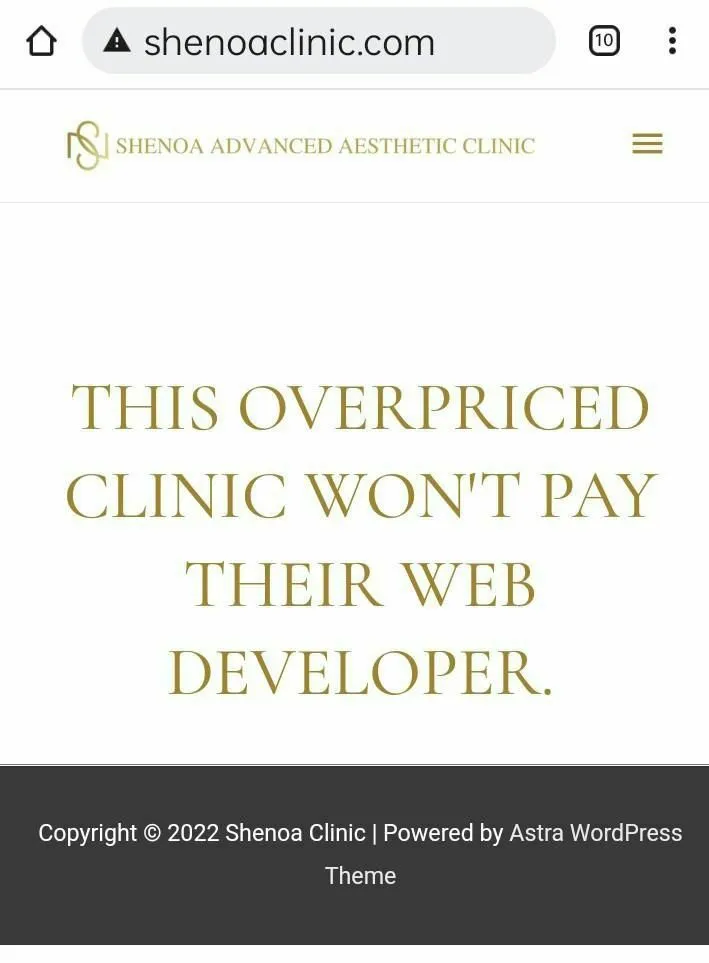 shenoaclinic.com
10
SHENOA ADVANCED AESTHETIC CLINIC
THIS OVERPRICED
CLINIC WON'T PAY
THEIR WEB
DEVELOPER.
Copyright © 2022 Shenoa Clinic | Powered by Astra WordPress
Theme